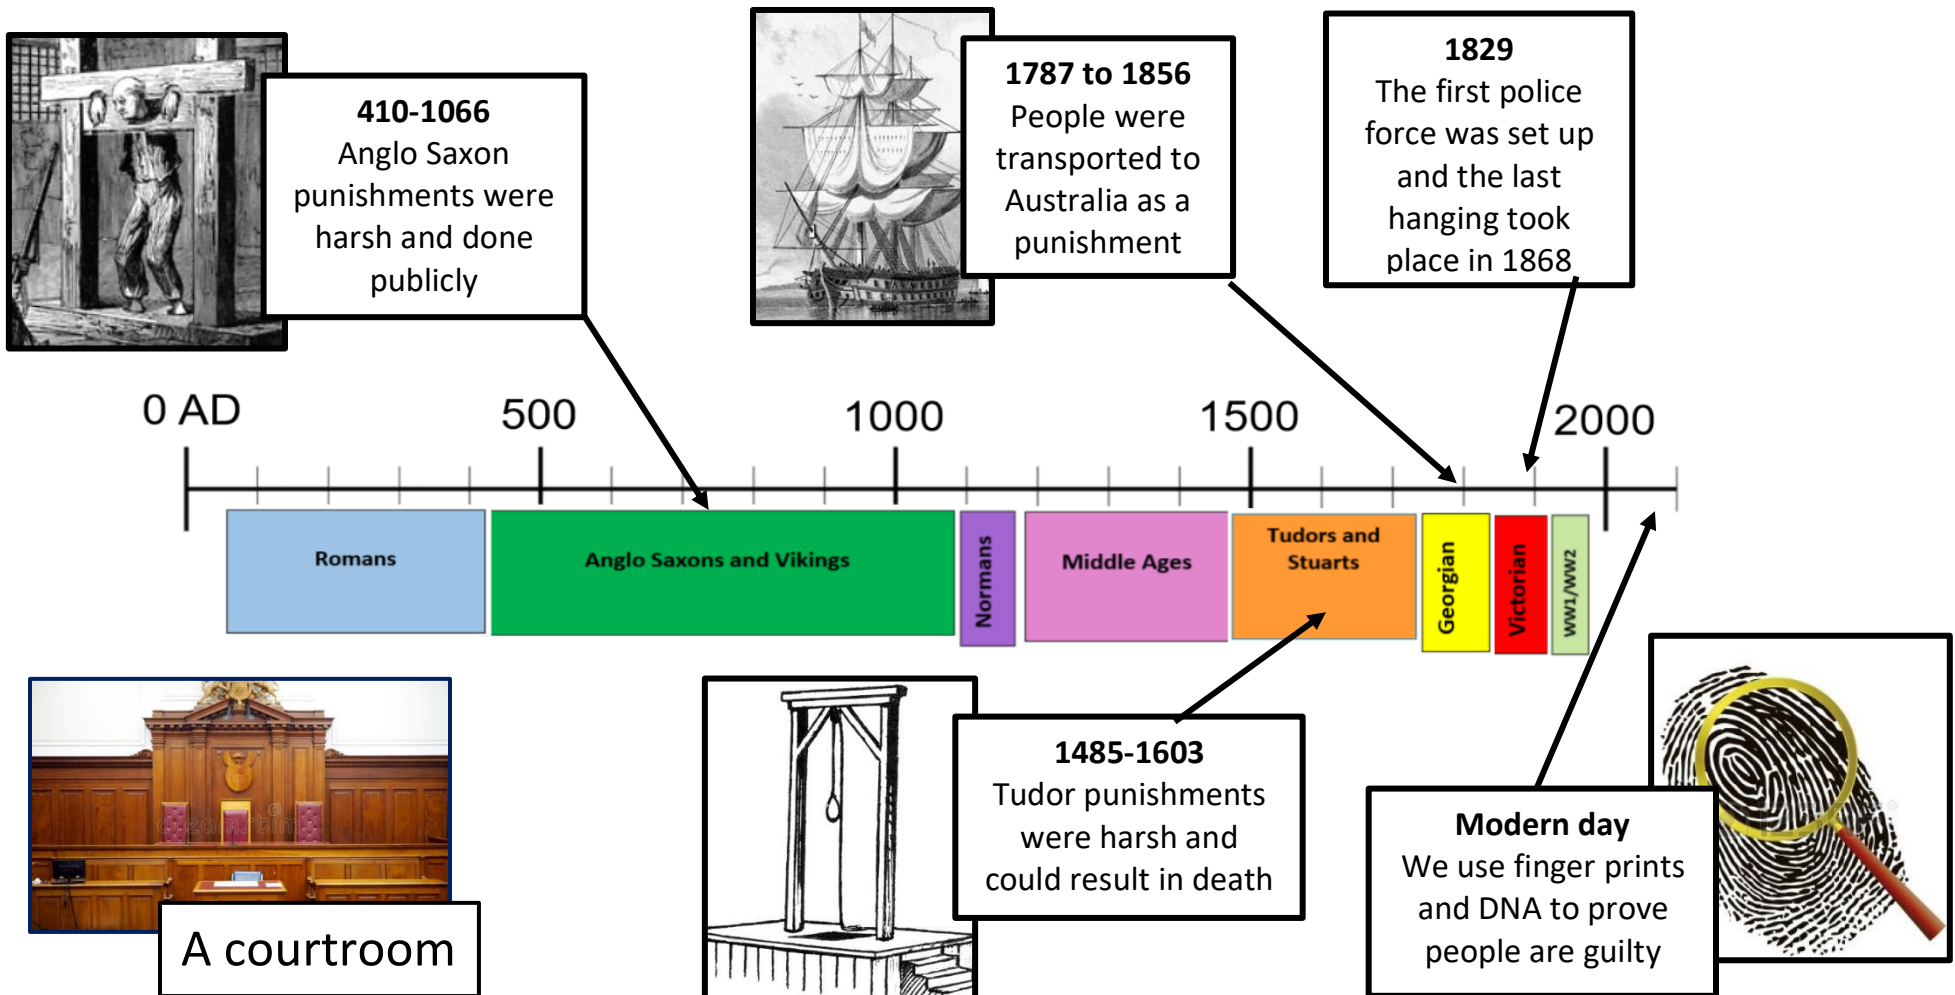 410-1066
Anglo Saxon
punishments were
harsh and done
publicly
1787 to 1856
People were
transported to
Australia as a
punishment
1829
The first police
force was set up
and the last
hanging took
place in 1868
0 AD
500
1000
1500
2000
Romans
Anglo Saxons and Vikings
Normans
Middle Ages
Tudors and
Stuarts
Georgian
Victorian
WW1/WW2
dreamstime
A courtroom
1485-1603
Tudor punishments
were harsh and
could result in death
Modern day
We use finger prints
and DNA to prove
people are guilty